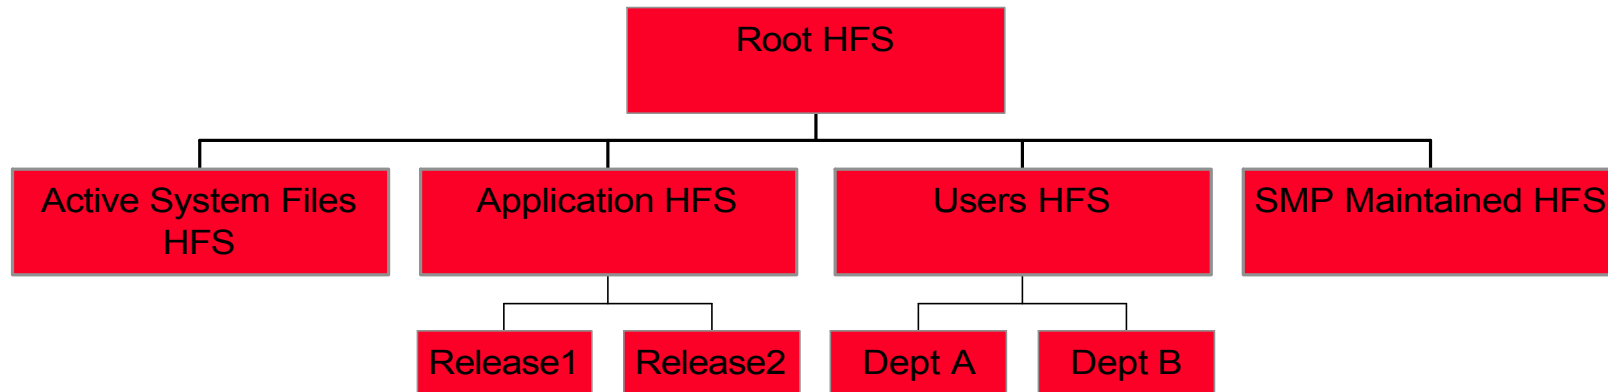 Root HFS
Active System Files
HFS
Application HFS
Users HFS
SMP Maintained HFS
Release1
Release2
Dept A
Dept B